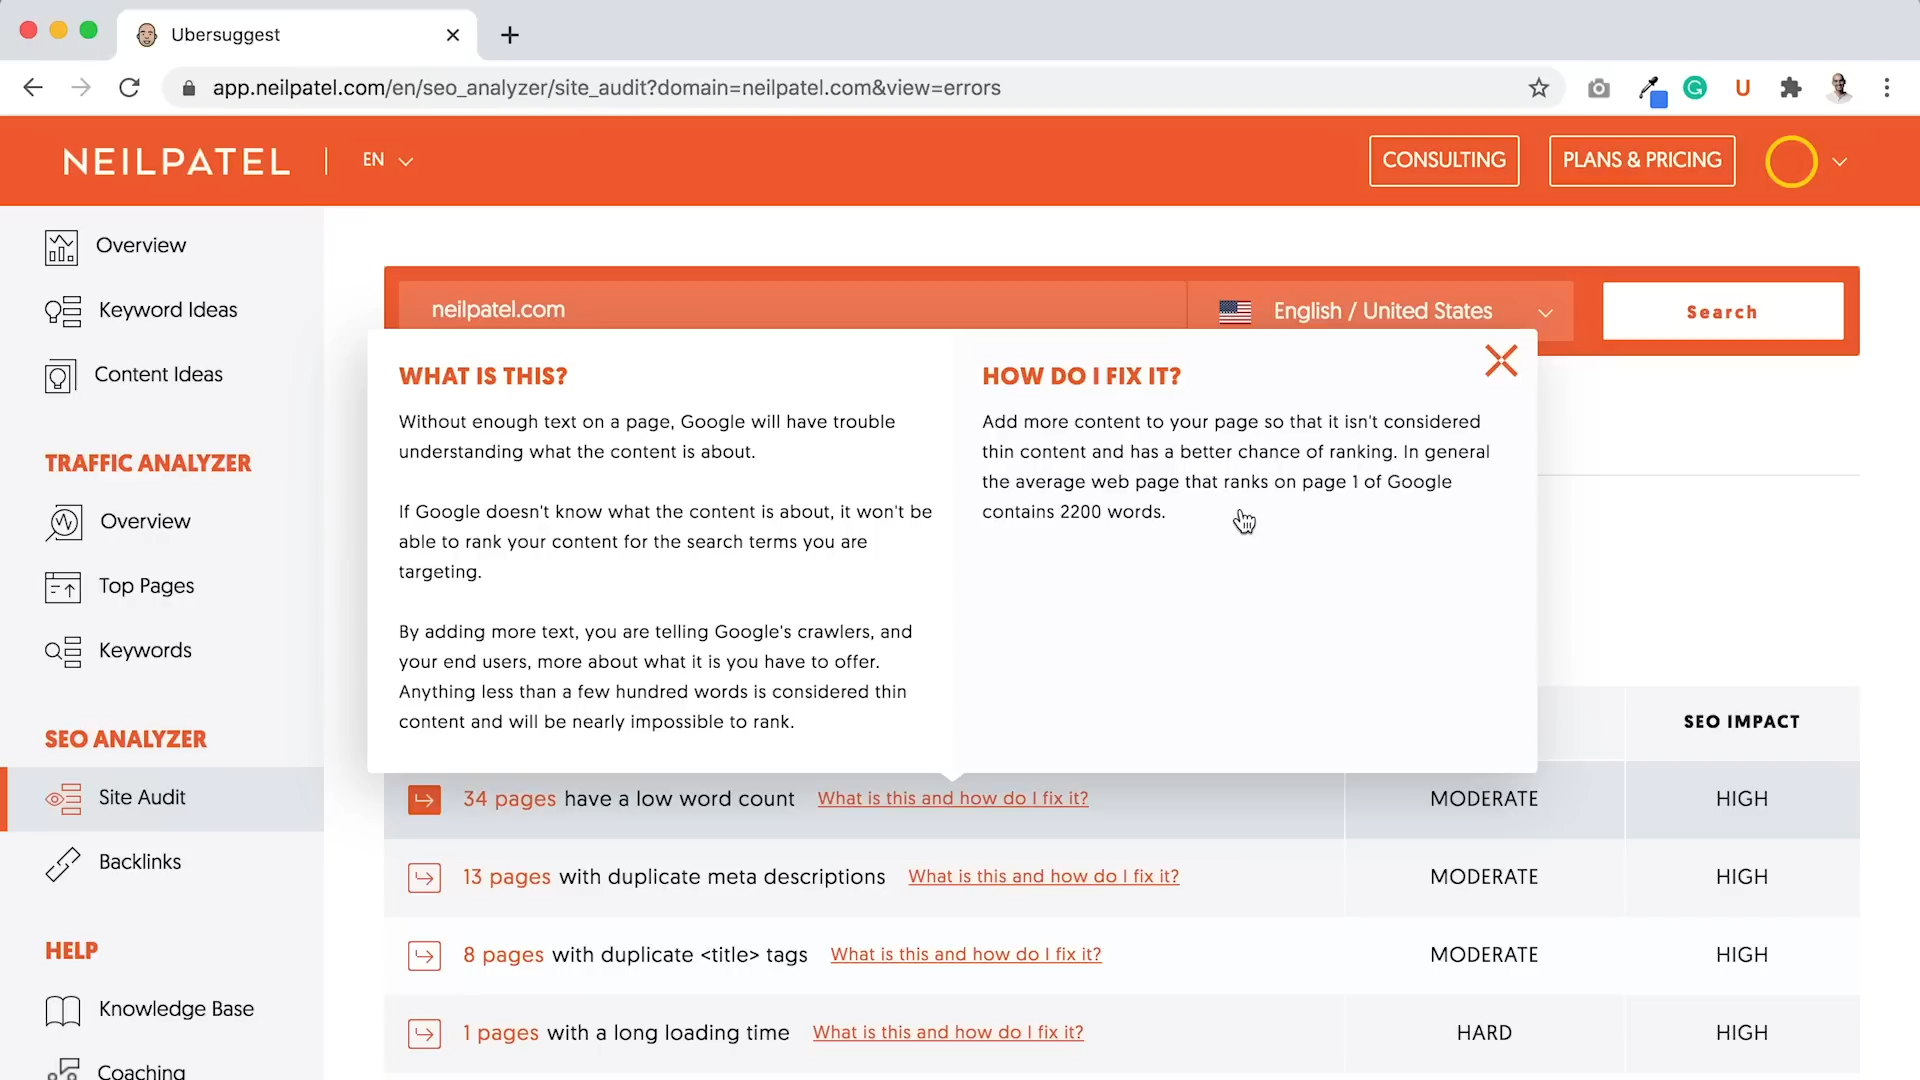 Ubersuggest
app.neilpatel.com/en/seo_analyzer/site_audit?domain=neilpatel.com&view=errors
NEILPATEL
EN
CONSULTING
PLANS & PRICING
Overview
Keyword Ideas
Content Ideas
TRAFFIC ANALYZER
Overview
Top Pages
Keywords
SEO ANALYZER
Site Audit
Backlinks
HELP
Knowledge Base
Coaching
neilpatel.com
English / United States
Search
WHAT IS THIS?
Without enough text on a page, Google will have trouble
understanding what the content is about.
If Google doesn't know what the content is about, it won't be
able to rank your content for the search terms you are
targeting.
By adding more text, you are telling Google's crawlers, and
your end users, more about what it is you have to offer.
Anything less than a few hundred words is considered thin
content and will be nearly impossible to rank.
HOW DO I FIX IT?
Add more content to your page so that it isn't considered
thin content and has a better chance of ranking. In general
the average web page that ranks on page 1 of Google
contains 2200 words.
SEO IMPACT
34 pages have a low word count What is this and how do I fix it? MODERATE HIGH
13 pages with duplicate meta descriptions What is this and how do I fix it? MODERATE HIGH
8 pages with duplicate <title> tags What is this and how do I fix it? MODERATE HIGH
1 pages with a long loading time What is this and how do I fix it? HARD HIGH